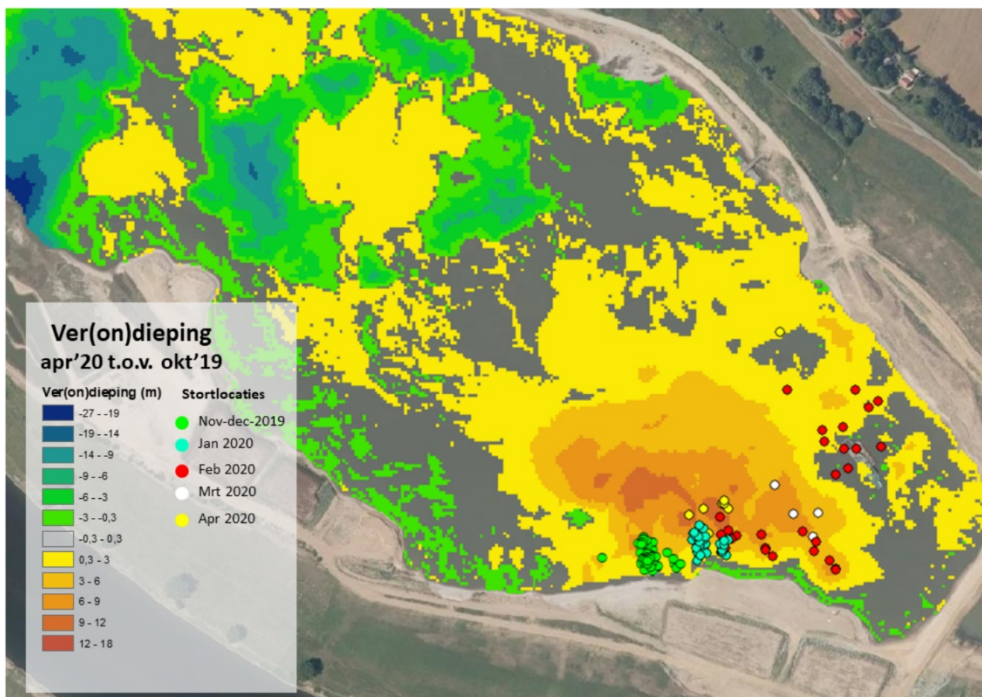 Ver(on)dieping
apr'20 t.o.v. okt'19
Ver(on)dieping (m)
-27 - -19
-19 - -14
-14 - -9
-9 - -6
-6 - -3
-3 - -0,3
-0,3 - 0,3
0,3 - 3
3 - 6
6 - 9
9 - 12
12 - 18
Stortlocaties
Nov-dec-2019
Jan 2020
Feb 2020
Mrt 2020
Apr 2020